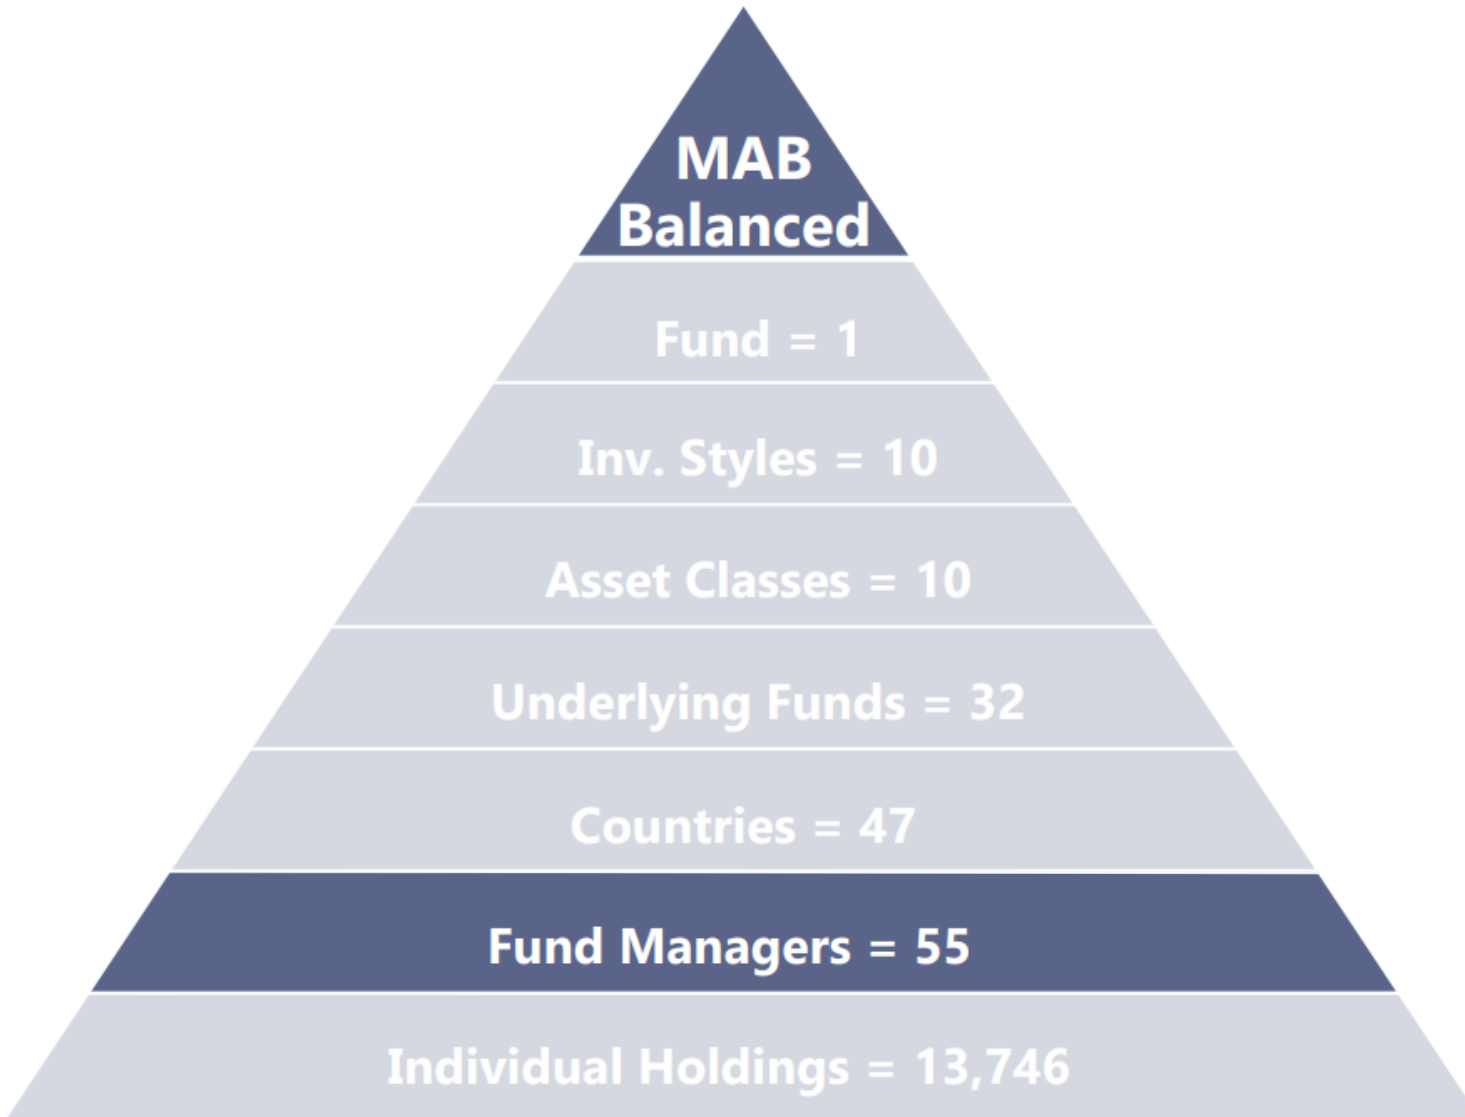 MAB
Balanced
Fund = 1
Inv. Styles = 10
Asset Classes = 10
Underlying Funds = 32
Countries = 47
Fund Managers = 55
Individual Holdings = 13,746